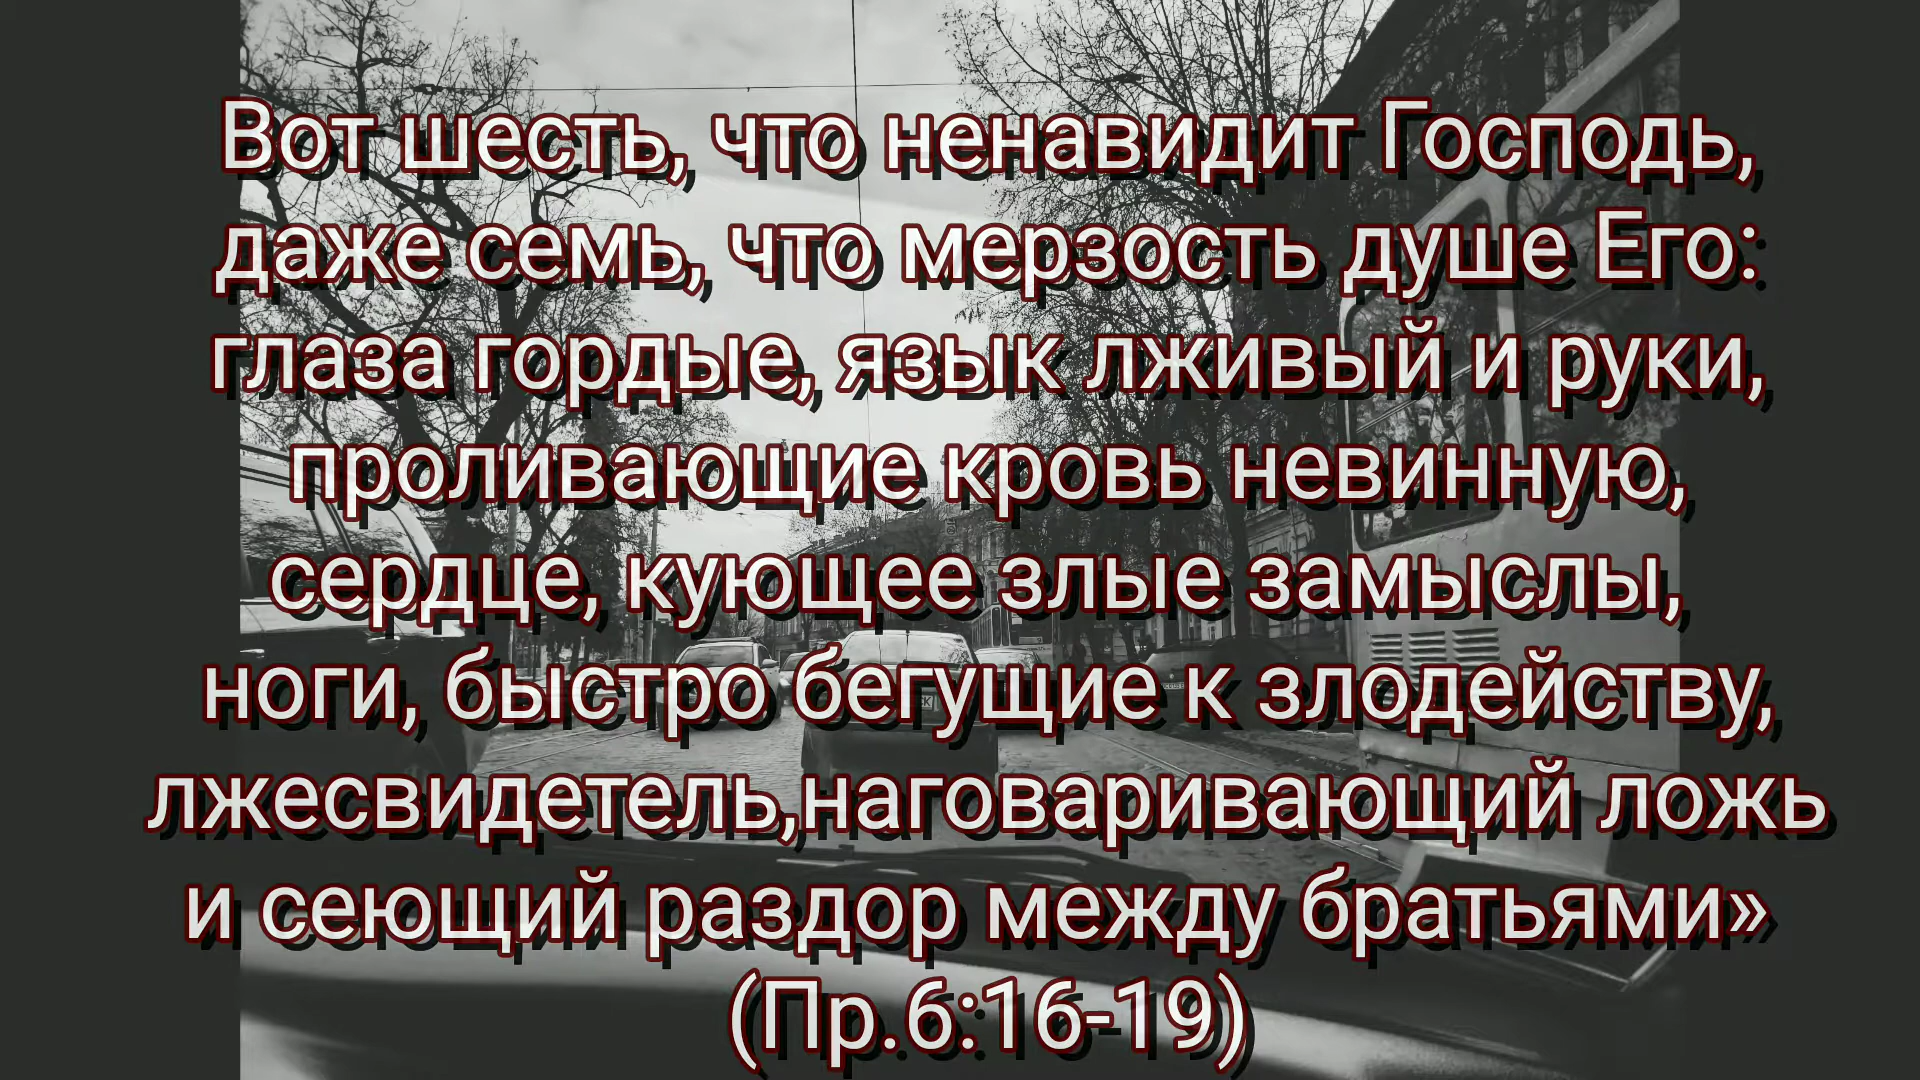 Вот шесть, что ненавидит Господь,
даже семь, что мерзость душе Его:
глаза гордые, язык лживый и руки,
проливающие кровь невинную,
сердце, кующее злые замыслы,
ноги, быстро бегущие к злодейству,
лжесвидетель,наговаривающий ложь
и сеющий раздор между братьями»
(Пр.6:16-19)